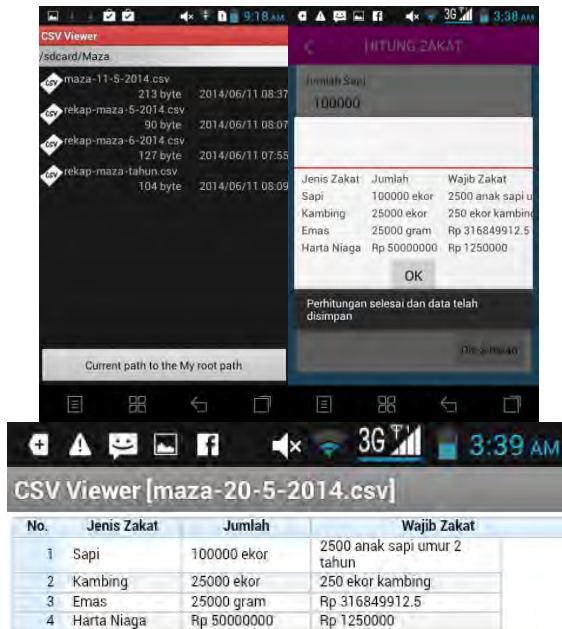 9:18 AM
CSV Viewer
/sdcard/Maza
CSV maza-11-5-2014.csv
213 byte 2014/06/11 08:37
CSV rekap-maza-5-2014.csv
90 byte 2014/06/11 08:07
CSV rekap-maza-6-2014.csv
127 byte 2014/06/11 07:55
CSV rekap-maza-tahun.csv
104 byte 2014/06/11 08:09
Current path to the My root path
3G 3:38 AM
HITUNG ZAKAT
Jumlah Sapi
100000
Jenis Zakat Jumlah Wajib Zakat
Sapi 100000 ekor 2500 anak sapi u
Kambing 25000 ekor 250 ekor kambing
Emas 25000 gram Rp 316849912.5
Harta Niaga Rp 50000000 Rp 1250000
OK
Perhitungan selesai dan data telah
disimpan
3G 3:39 AM
CSV Viewer [maza-20-5-2014.csv]
No. Jenis Zakat Jumlah Wajib Zakat
1 Sapi 100000 ekor 2500 anak sapi umur 2
tahun
2 Kambing 25000 ekor 250 ekor kambing
3 Emas 25000 gram Rp 316849912.5
4 Harta Niaga Rp 50000000 Rp 1250000